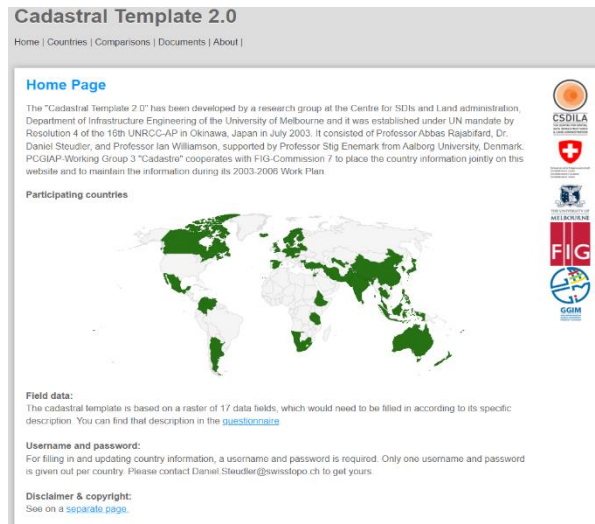 Cadastral Template 2.0
Home | Countries | Comparisons | Documents | About |
Home Page
The "Cadastral Template 2.0" has been developed by a research group at the Centre for SDIs and Land administration,
Department of Infrastructure Engineering of the University of Melbourne and it was established under UN mandate by
Resolution 4 of the 16th UNRCC-AP in Okinawa, Japan in July 2003. It consisted of Professor Abbas Rajabifard, Dr.
Daniel Steudler, and Professor Ian Williamson, supported by Professor Stig Enemark from Aalborg University, Denmark.
PCGIAP-Working Group 3 "Cadastre" cooperates with FIG-Commission 7 to place the country information jointly on this
website and to maintain the information during its 2003-2006 Work Plan.
Participating countries
CSDILA
THE UNIVERSITY OF
MELBOURNE
FIG
GGIM
Field data:
The cadastral template is based on a raster of 17 data fields, which would need to be filled in according to its specific
description. You can find that description in the questionnaire
Username and password:
For filling in and updating country information, a username and password is required. Only one username and password
is given out per country. Please contact Daniel.Steudler@swisstopo.ch to get yours.
Disclaimer & copyright:
See on a separate page.